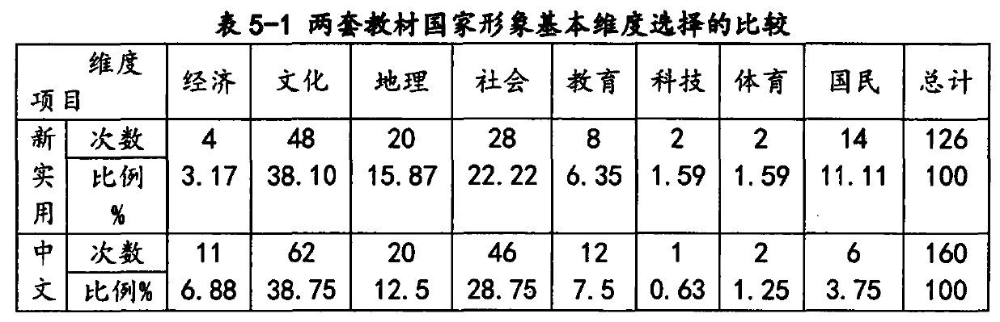 表 5-1 两套教材国家形象基本维度选择的比较
维度 经济 文化 地理 社会 教育 科技 体育 国民 总计
项目
新 次数 4 48 20 28 8 2 2 14 126
实 比例 3.17 38.10 15.87 22.22 6.35 1.59 1.59 11.11 100
用 %
中 次数 11 62 20 46 12 1 2 6 160
文 比例% 6.88 38.75 12.5 28.75 7.5 0.63 1.25 3.75 100